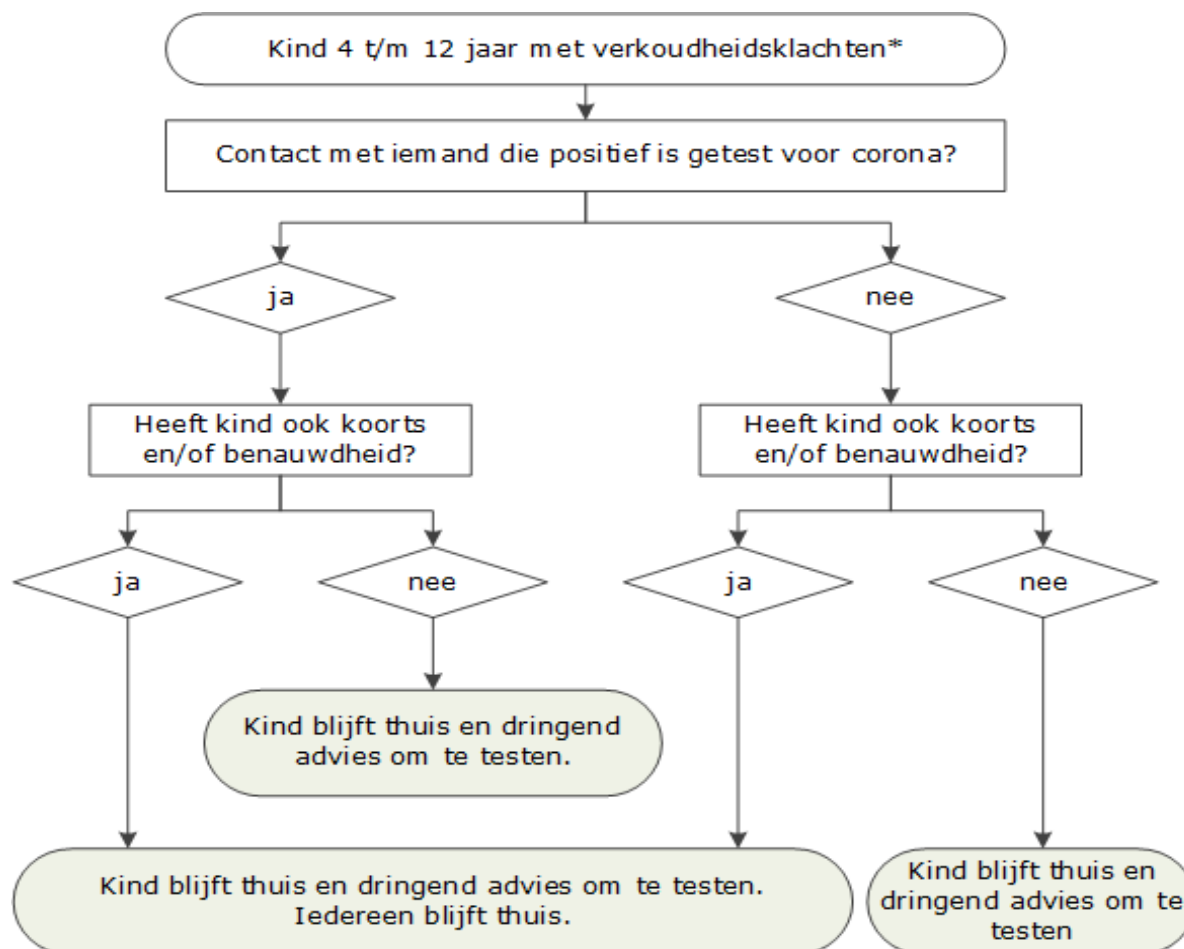 Kind 4 t/m 12 jaar met verkoudheidsklachten*
Contact met iemand die positief is getest voor corona?
ja
nee
Heeft kind ook koorts
en/of benauwdheid?
Heeft kind ook koorts
en/of benauwdheid?
ja
nee
ja
nee
Kind blijft thuis en dringend
advies om te testen.
Kind blijft thuis en dringend advies om te testen.
Iedereen blijft thuis.
Kind blijft thuis en
dringend advies om te
testen